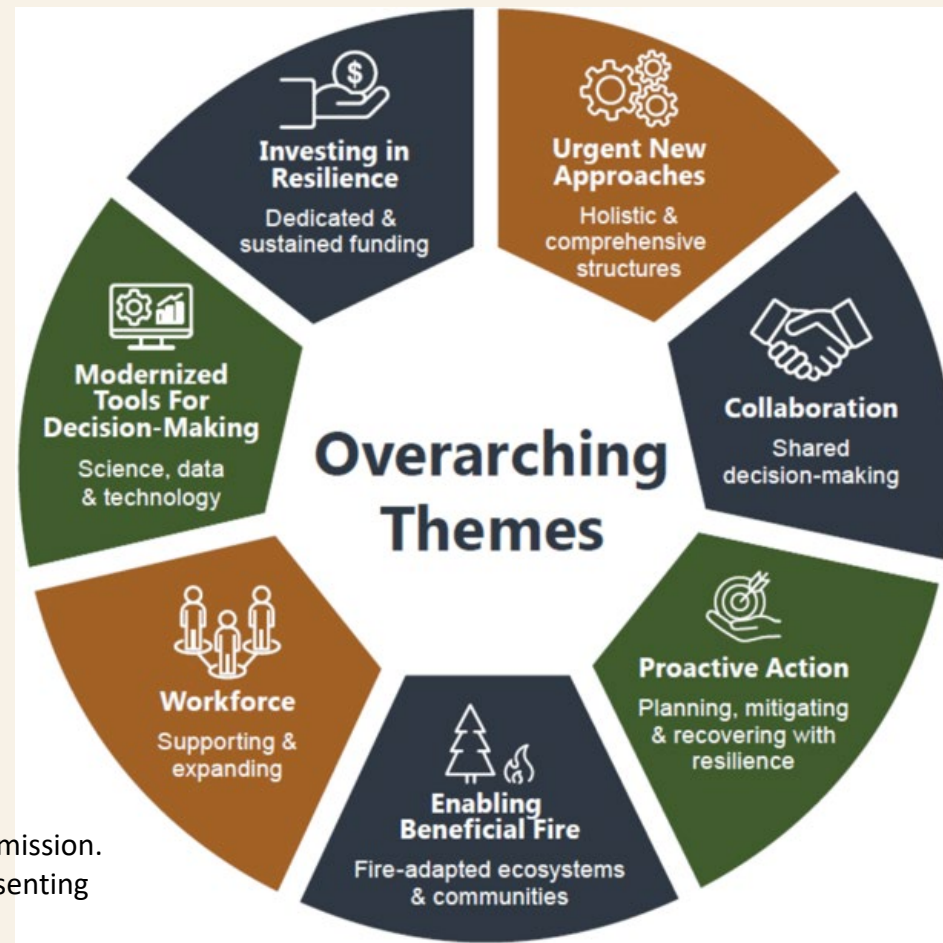 Investing in
Resilience
Dedicated &
sustained funding
Urgent New
Approaches
Holistic &
comprehensive
structures
Collaboration
Shared
decision-making
Proactive Action
Planning, mitigating
& recovering with
resilience
Enabling
Beneficial Fire
Fire-adapted ecosystems
& communities
Workforce
Supporting &
expanding
Modernized
Tools For
Decision-Making
Science, data
& technology
Overarching
Themes
mission.
senting